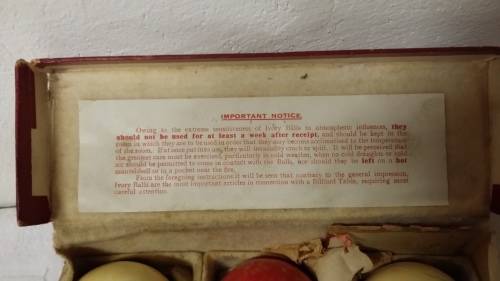 IMPORTANT NOTICE.
Owing to the extreme sensitiveness of Ivory Balls to atmospheric influences, they
should not be used for at least a week after receipt, and should be kept in the
room in which they are to be used in order that they may become acclimatised to the temperature
of the room. If at once put into use, they will invariably crack or split. It will be perceived that
the greatest care must be exercised, particularly in cold weather, when no cold draughts or cold
air should be permitted to come in contact with the Balls, nor should they be left on a hot
mantel-shelf or in a pocket near the fire.
From the foregoing instructions it will be seen that contrary to the general impression,
Ivory Balls are the most important articles in connection with a Billiard Table, requiring most
careful attention.